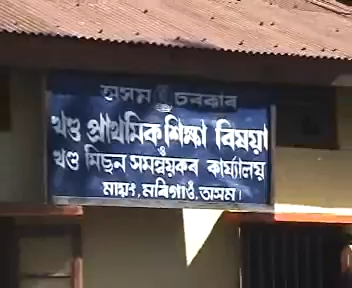 অসম চৰকাৰ
খণ্ড প্ৰাথমিক শিক্ষা বিষয়া
ও
খণ্ড মিছন সমন্বয়কৰ কাৰ্য্যালয়
মায়ং, মৰিগাওঁ, অসম।